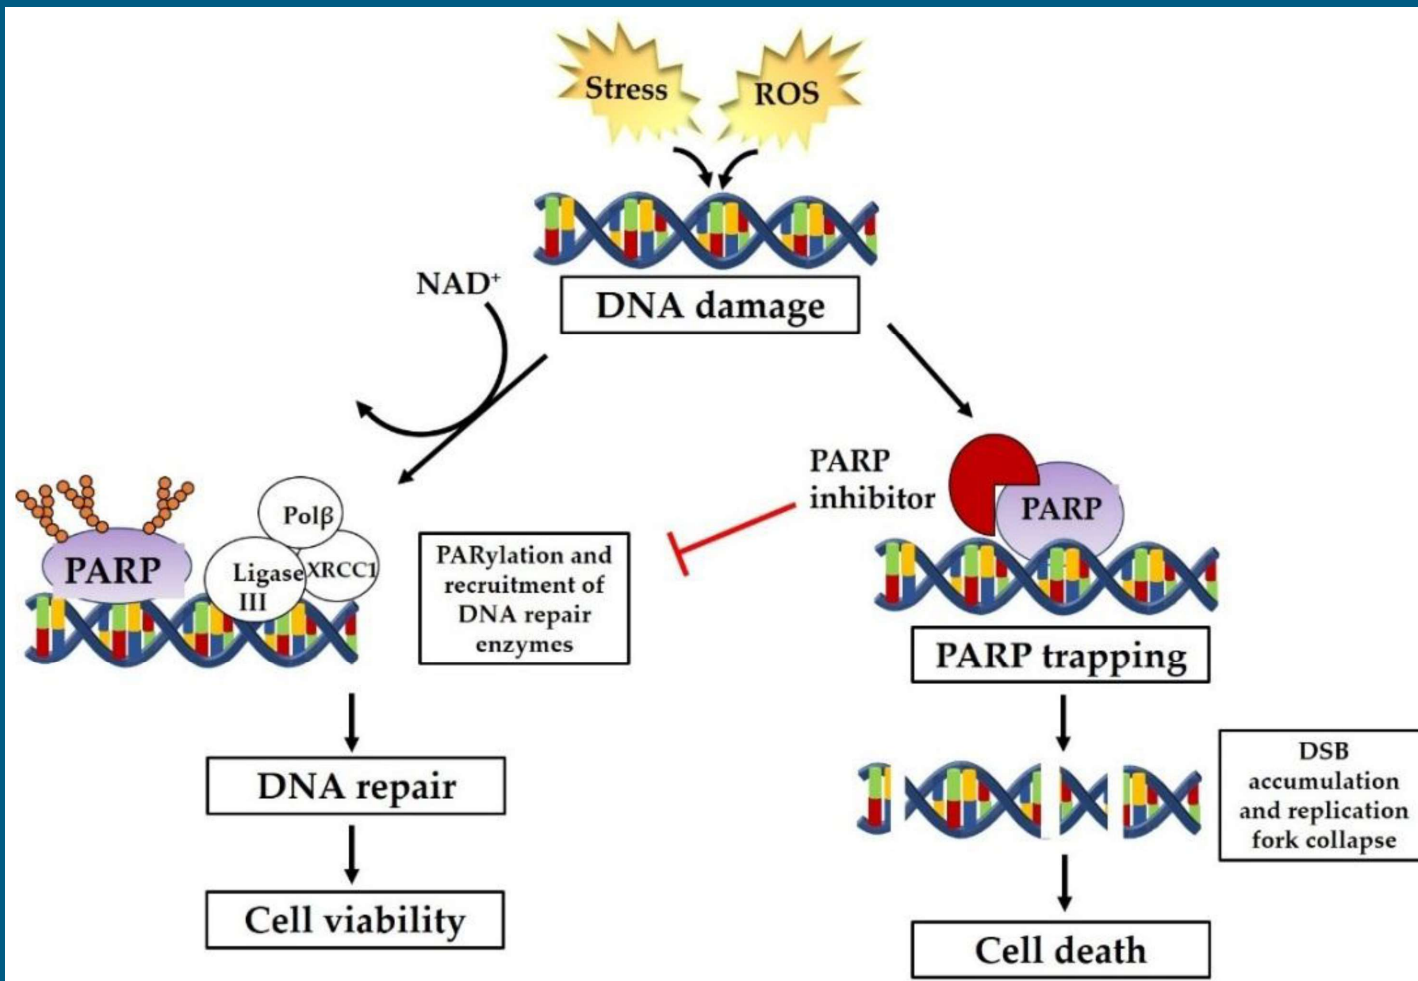 Stress
ROS
DNA damage
NAD⁺
PARP
inhibitor
PARP
PARP
Polβ
Ligase
III
XRCC1
PARylation and
recruitment of
DNA repair
enzymes
PARP trapping
DNA repair
DSB
accumulation
and replication
fork collapse
Cell viability
Cell death